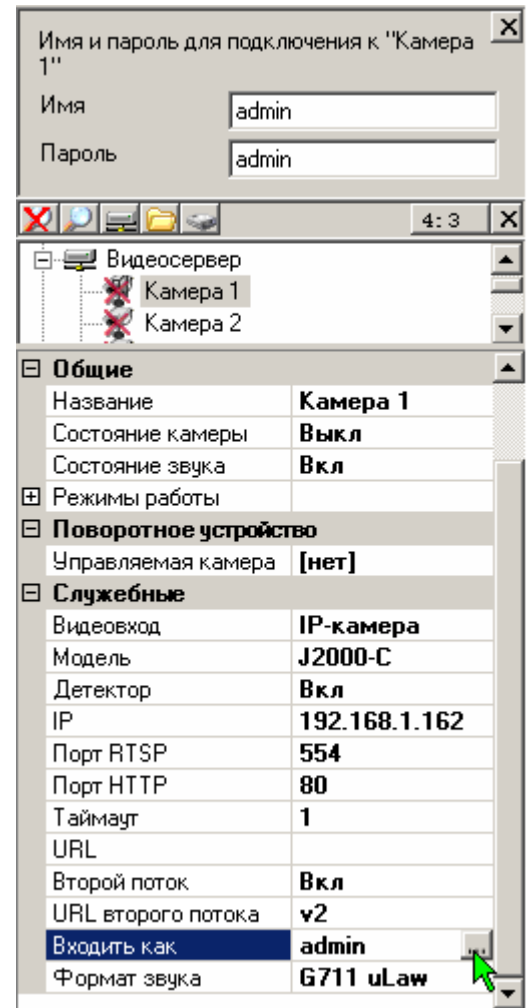 Имя и пароль для подключения к "Камера
1"
Имя admin
Пароль admin
4:3
Видеосервер
Камера 1
Камера 2
Общие
Название Камера 1
Состояние камеры Выкл
Состояние звука Вкл
Режимы работы
Поворотное устройство
Управляемая камера [нет]
Служебные
Видеовход IP-камера
Модель J2000-C
Детектор Вкл
IP 192.168.1.162
Порт RTSP 554
Порт HTTP 80
Таймаут 1
URL
Второй поток Вкл
URL второго потока v2
Входить как admin ...
Формат звука G711 uLaw